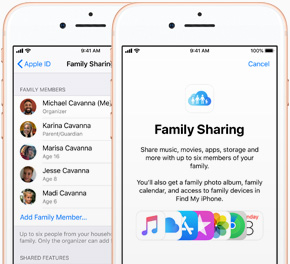 9:41 AM
Apple ID
Family Sharing
FAMILY MEMBERS
Michael Cavanna (Me)
Organizer
Karina Cavanna
Parent/Guardian
Marisa Cavanna
Age 16
Jesse Cavanna
Age 8
Madi Cavanna
Age 6
Add Family Member...
Up to six people from your househo
family. Only the organizer can add
SHARED FEATURES
9:41 AM
100%
Cancel
Family Sharing
Share music, movies, apps, storage and
more with up to six members of your
family.
You'll also get a family photo album, family
calendar, and access to family devices in
Find My iPhone.